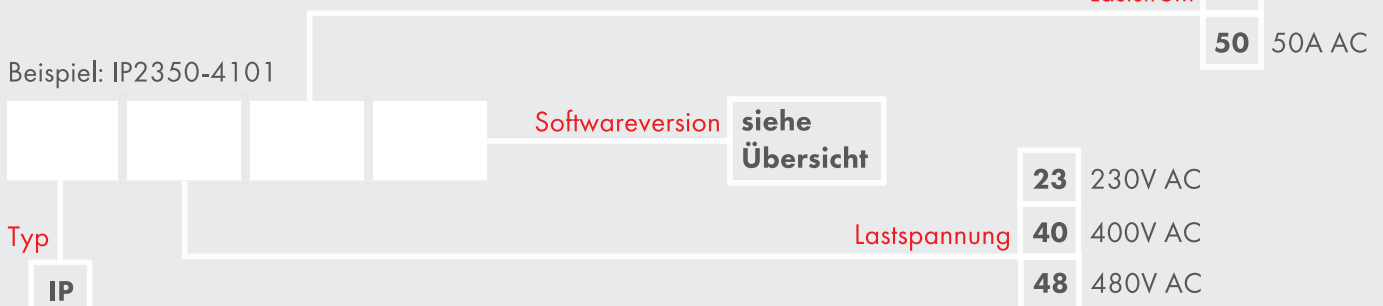 50 50A AC
Beispiel: IP2350-4101
Softwareversion siehe
Übersicht
23 230V AC
Typ
Lastspannung 40 400V AC
IP
48 480V AC